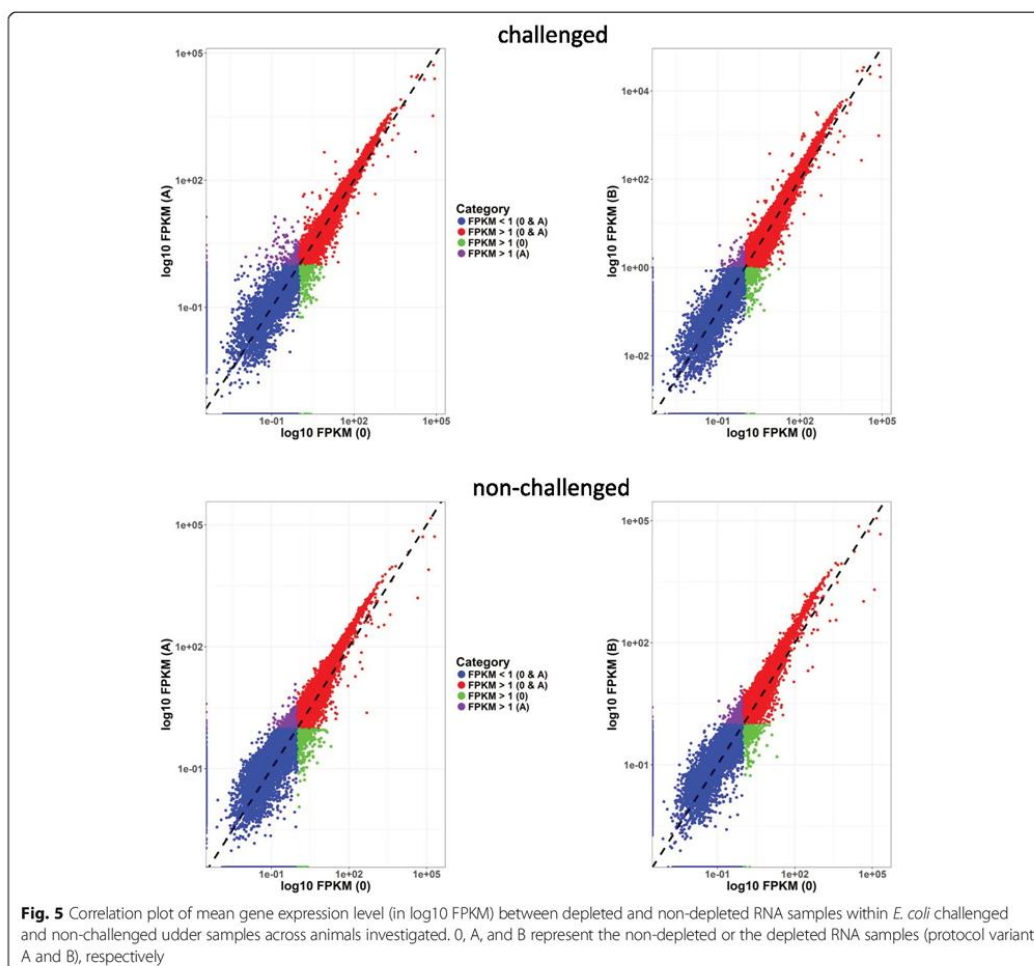 challenged
1e+05
1e+02
1e-01
log10 FPKM (A)
1e-01
1e+02
1e+05
log10 FPKM (0)
Category
FPKM < 1 (0 & A)
FPKM > 1 (0 & A)
FPKM > 1 (0)
FPKM > 1 (A)
1e+04
1e+02
1e+00
1e-02
log10 FPKM (B)
1e-01
1e+02
1e+05
log10 FPKM (0)
non-challenged
1e+05
1e+02
1e-01
log10 FPKM (A)
1e-01
1e+02
1e+05
log10 FPKM (0)
Category
FPKM < 1 (0 & A)
FPKM > 1 (0 & A)
FPKM > 1 (0)
FPKM > 1 (A)
1e+05
1e+02
1e-01
log10 FPKM (B)
1e-01
1e+02
1e+05
log10 FPKM (0)
Fig. 5 Correlation plot of mean gene expression level (in log10 FPKM) between depleted and non-depleted RNA samples within E. coli challenged
and non-challenged udder samples across animals investigated. 0, A, and B represent the non-depleted or the depleted RNA samples (protocol variant
A and B), respectively